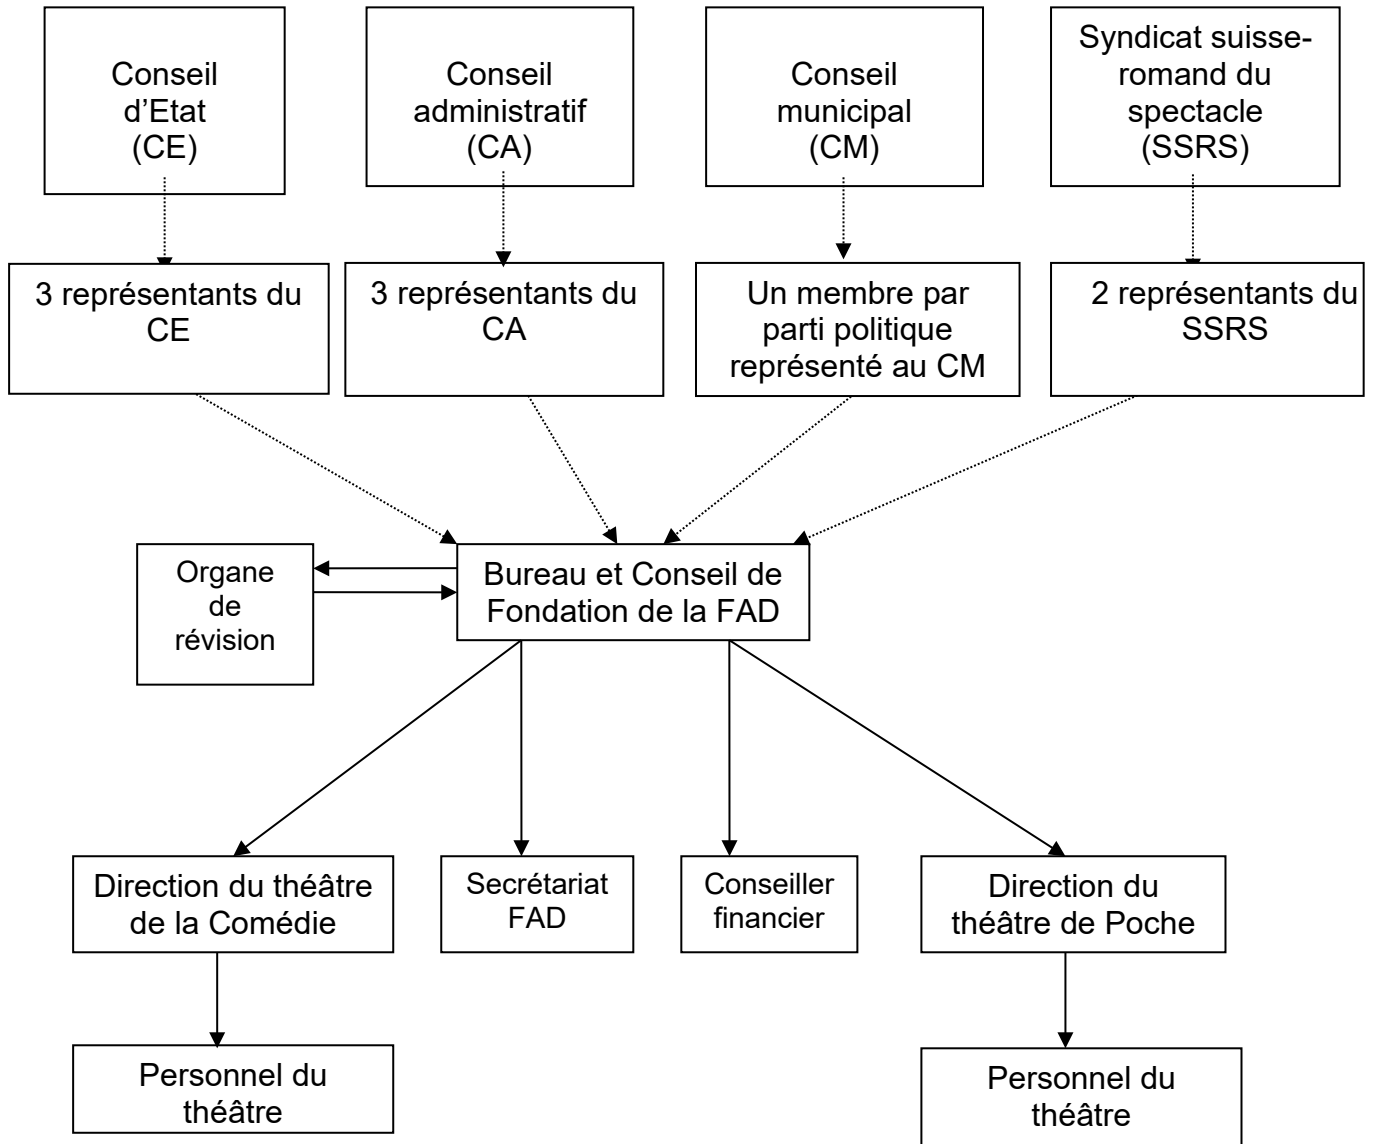 Conseil
d’Etat
(CE)
Conseil
administratif
(CA)
Conseil
municipal
(CM)
Syndicat suisse-
romand du
spectacle
(SSRS)
3 représentants du
CE
3 représentants du
CA
Un membre par
parti politique
représenté au CM
2 représentants du
SSRS
Organe
de
révision
Bureau et Conseil de
Fondation de la FAD
Direction du théâtre
de la Comédie
Secrétariat
FAD
Conseiller
financier
Direction du
théâtre de Poche
Personnel du
théâtre
Personnel du
théâtre